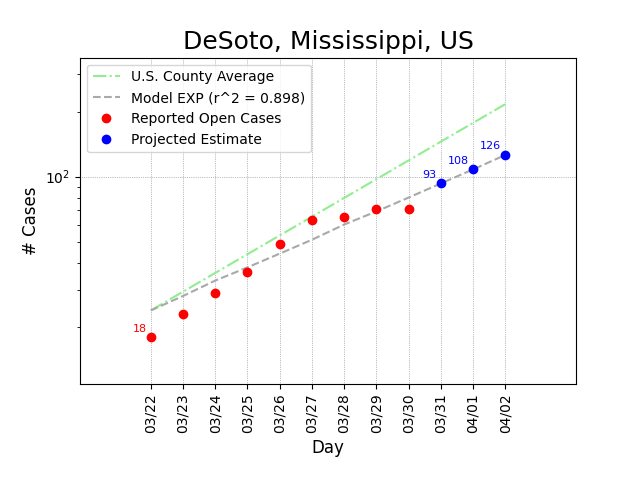 DeSoto, Mississippi, US
U.S. County Average
Model EXP (r^2 = 0.898)
Reported Open Cases
Projected Estimate
# Cases
10²
18
93
108
126
03/22
03/23
03/24
03/25
03/26
03/27
03/28
03/29
03/30
03/31
04/01
04/02
Day